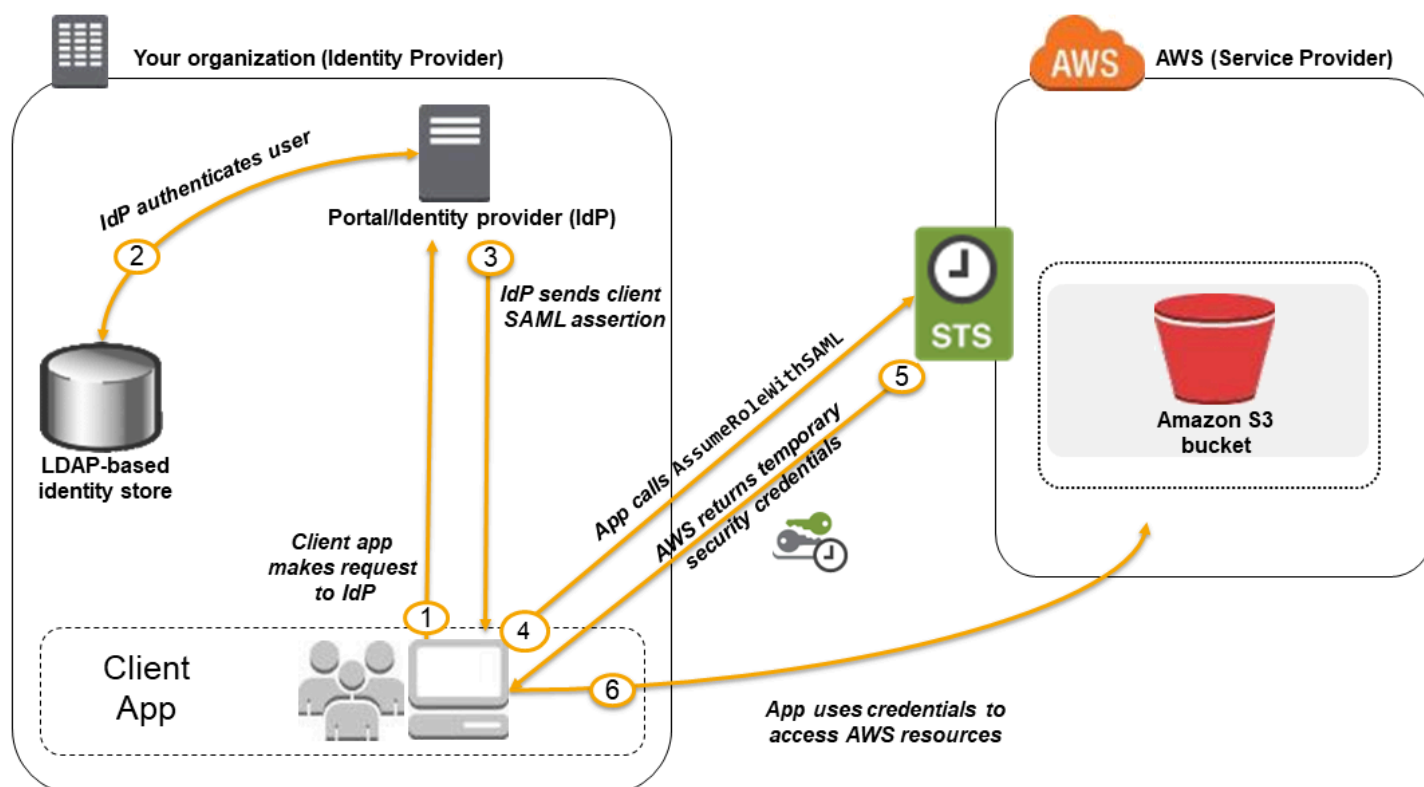 Your organization (Identity Provider)
AWS
AWS (Service Provider)
IdP authenticates user
Portal/Identity provider (IdP)
2
3
IdP sends client
SAML assertion
STS
LDAP-based
identity store
App calls AssumeRoleWithSAML
5
AWS returns temporary
security credentials
Amazon S3
bucket
Client app
makes request
to IdP
1
4
Client
App
6
App uses credentials to
access AWS resources